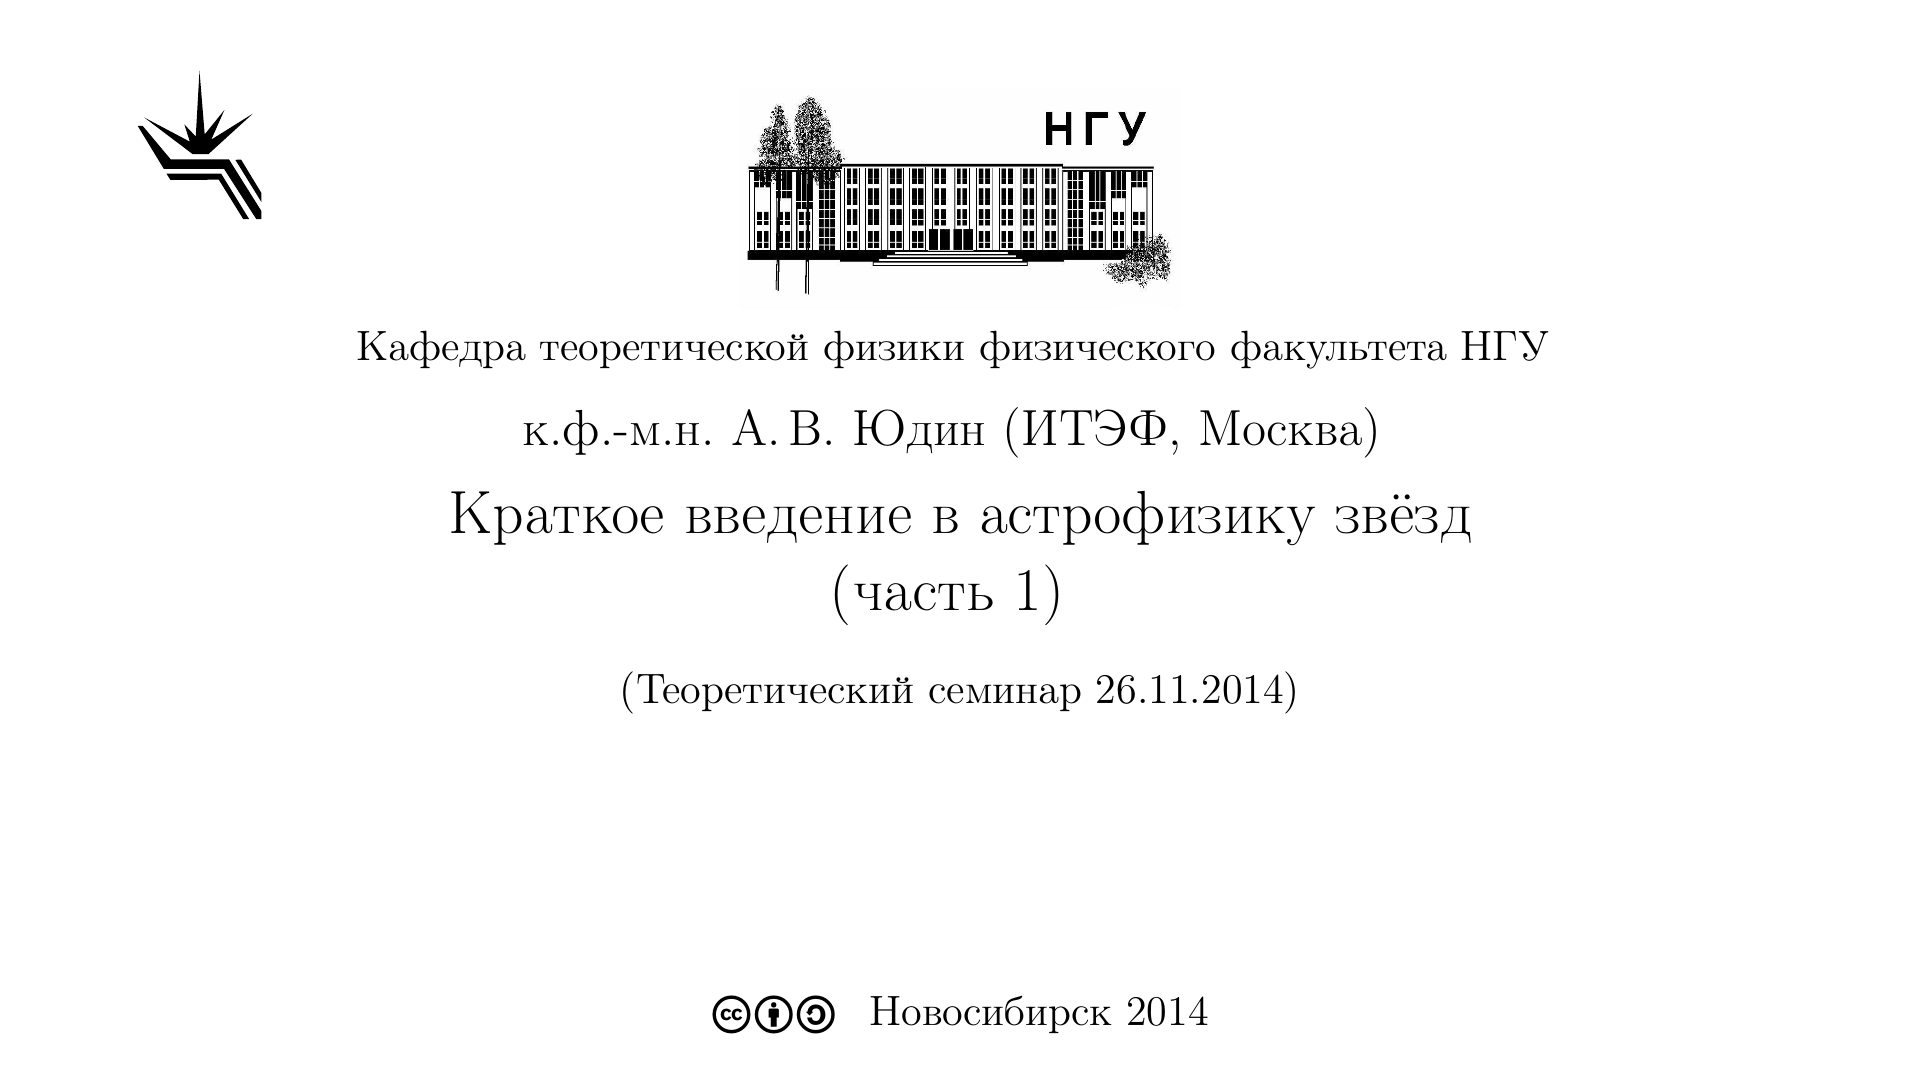 НГУ
Кафедра теоретической физики физического факультета НГУ
к.ф.-м.н. А. В. Юдин (ИТЭФ, Москва)
Краткое введение в астрофизику звёзд
(часть 1)
(Теоретический семинар 26.11.2014)
cc Новосибирск 2014